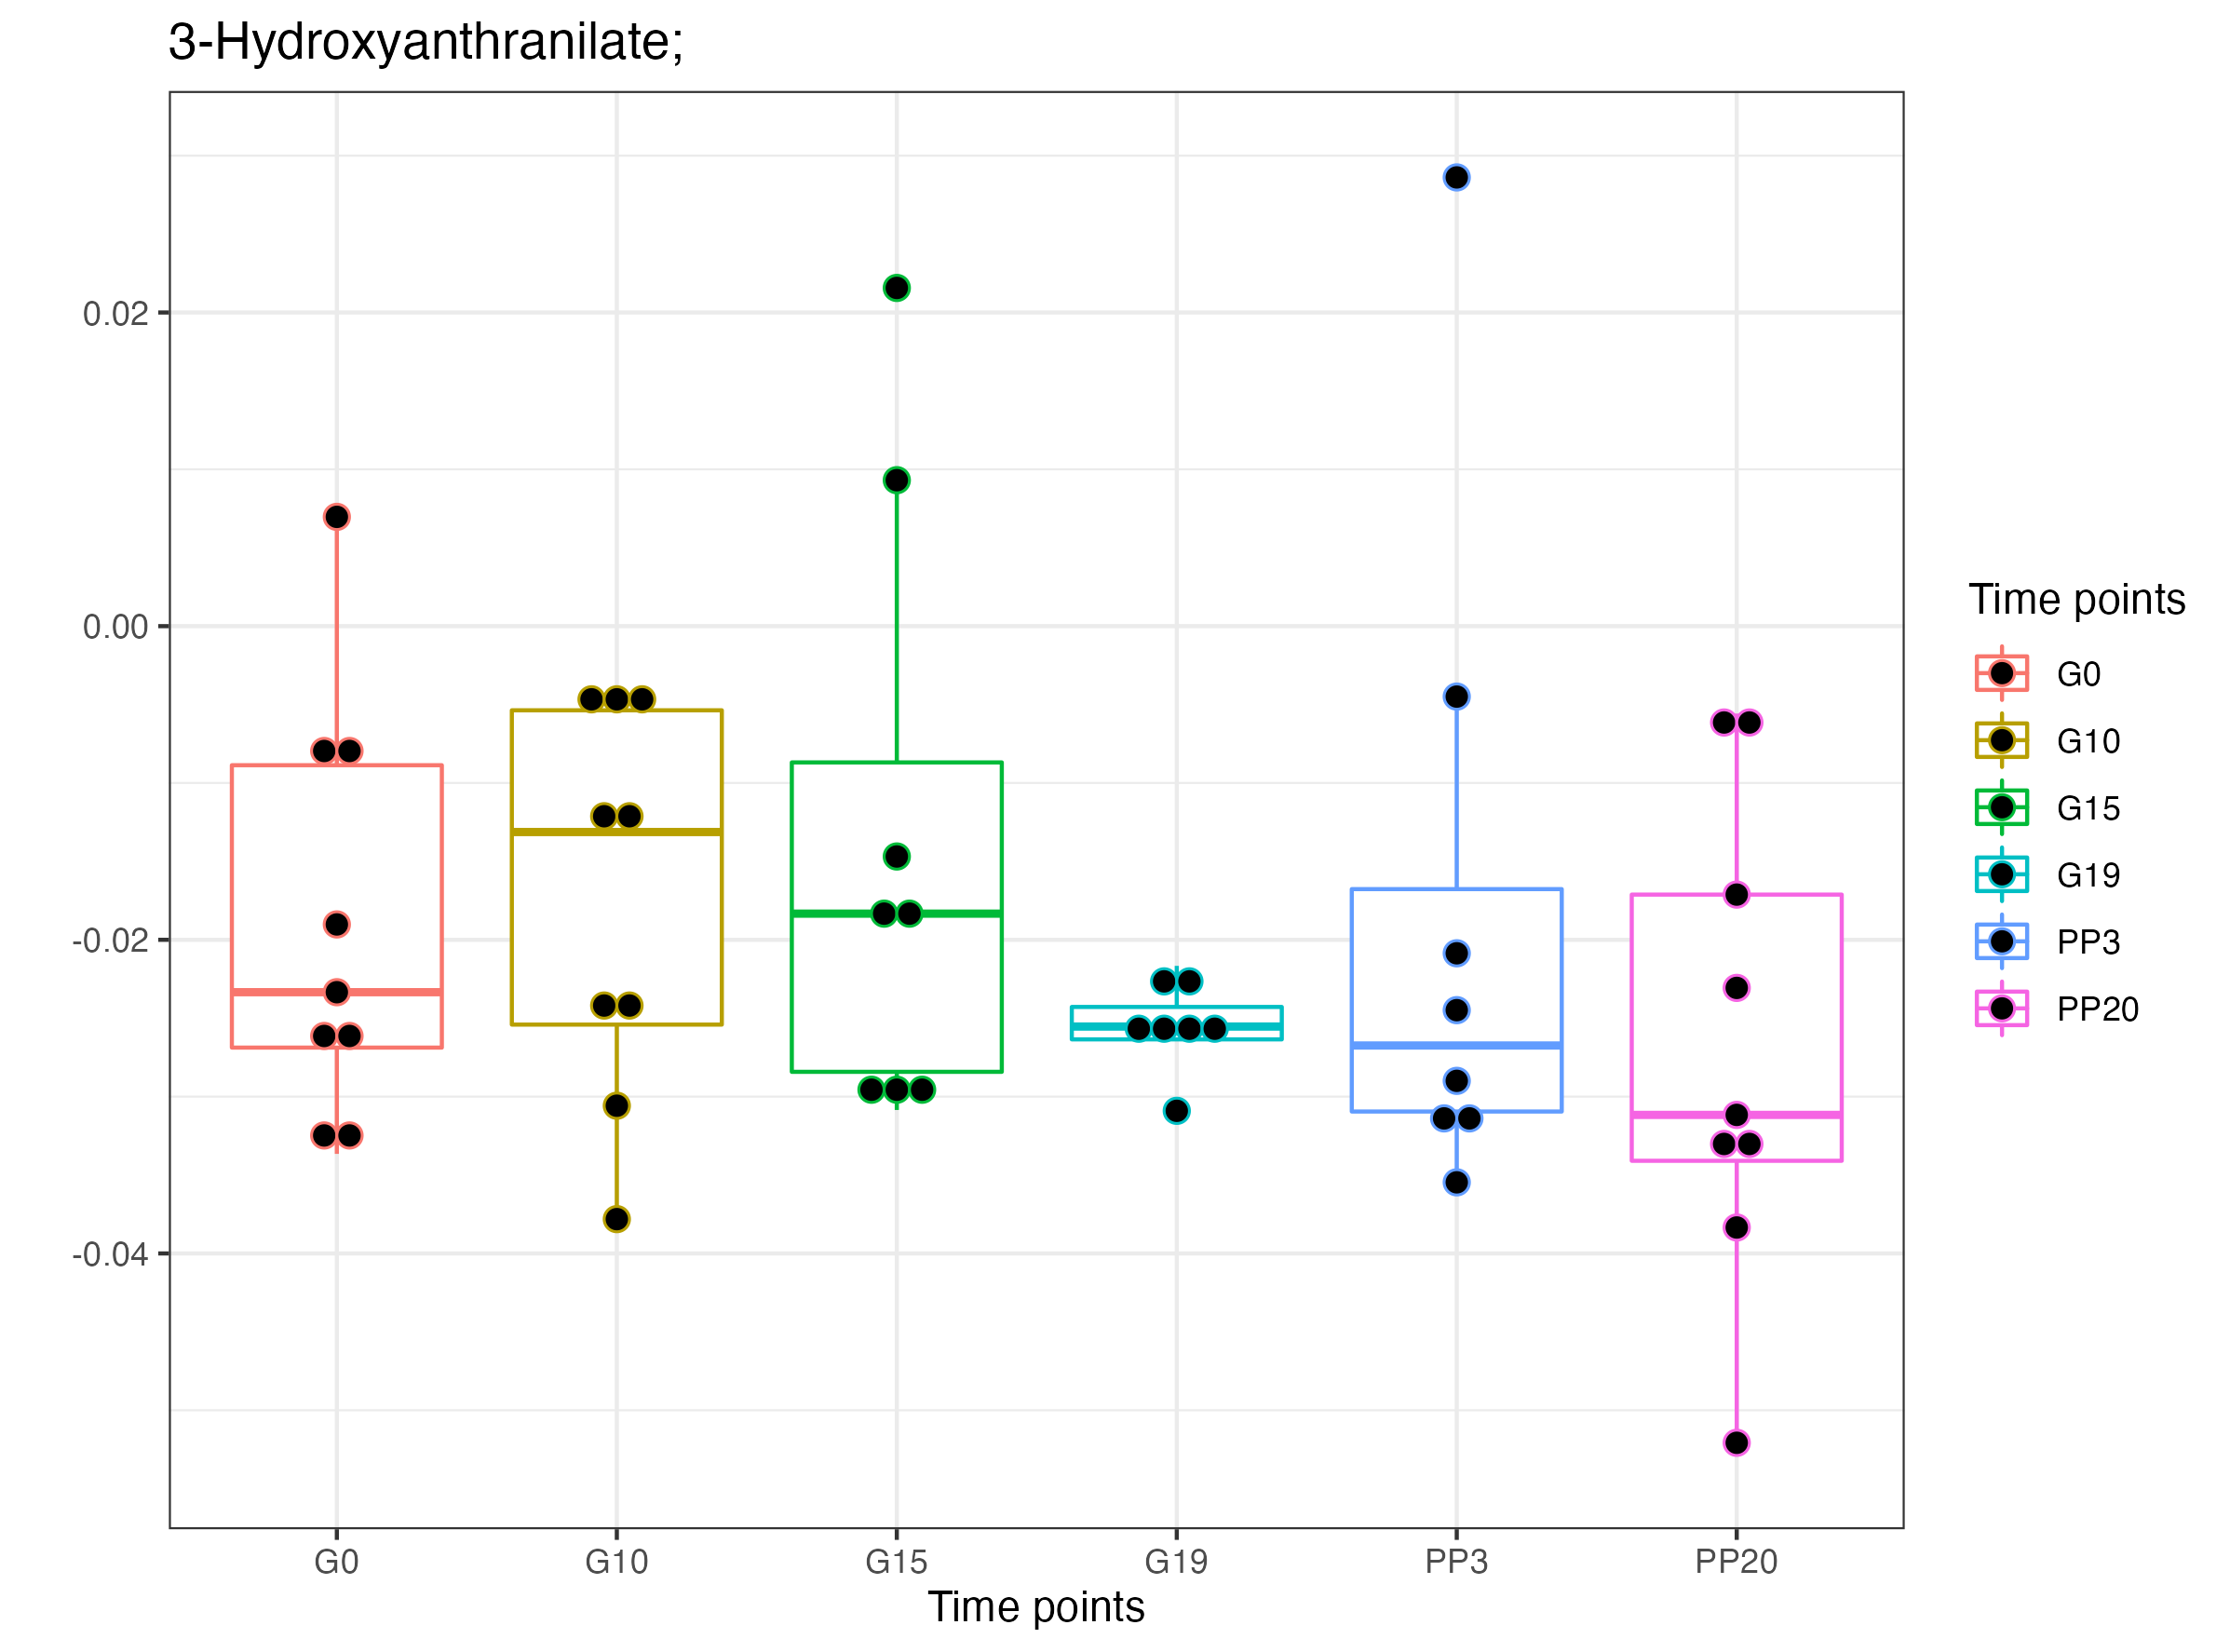 3-Hydroxyanthranilate;
0.02
0.00
-0.02
-0.04
G0 G10 G15 G19 PP3 PP20
Time points
Time points
G0
G10
G15
G19
PP3
PP20